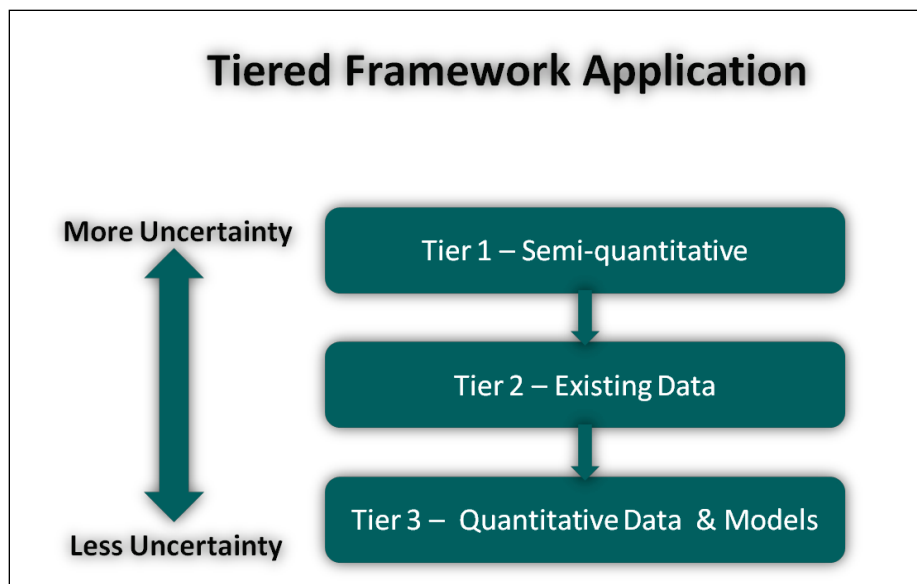 Tiered Framework Application
More Uncertainty
Tier 1 – Semi-quantitative
Tier 2 – Existing Data
Tier 3 – Quantitative Data & Models
Less Uncertainty